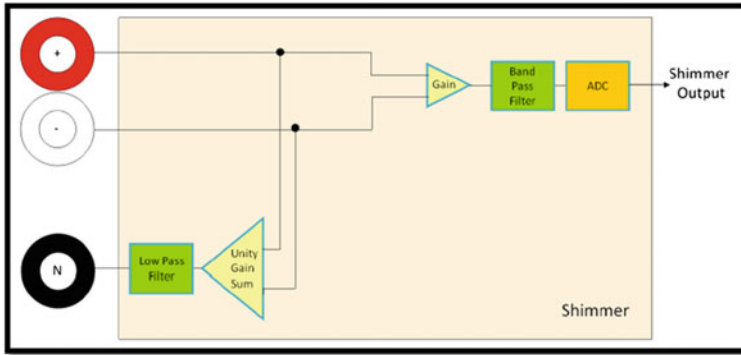 +
-
N
Gain
Band
Pass
Filter
ADC
Shimmer
Output
Low Pass
Filter
Unity
Gain
Sum
Shimmer